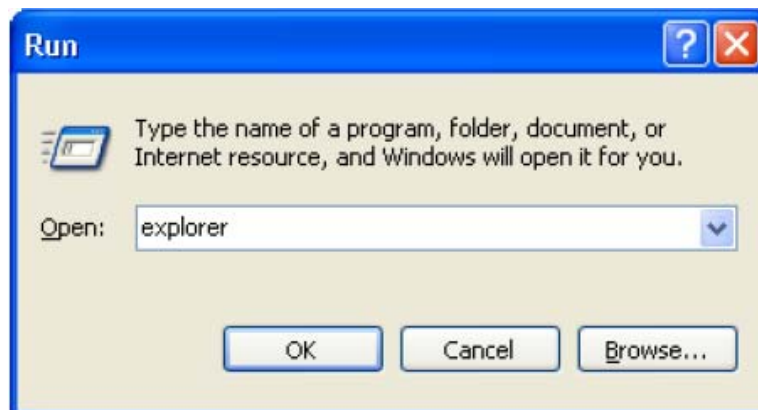 Run
Type the name of a program, folder, document, or
Internet resource, and Windows will open it for you.
Open: explorer
OK Cancel Browse...